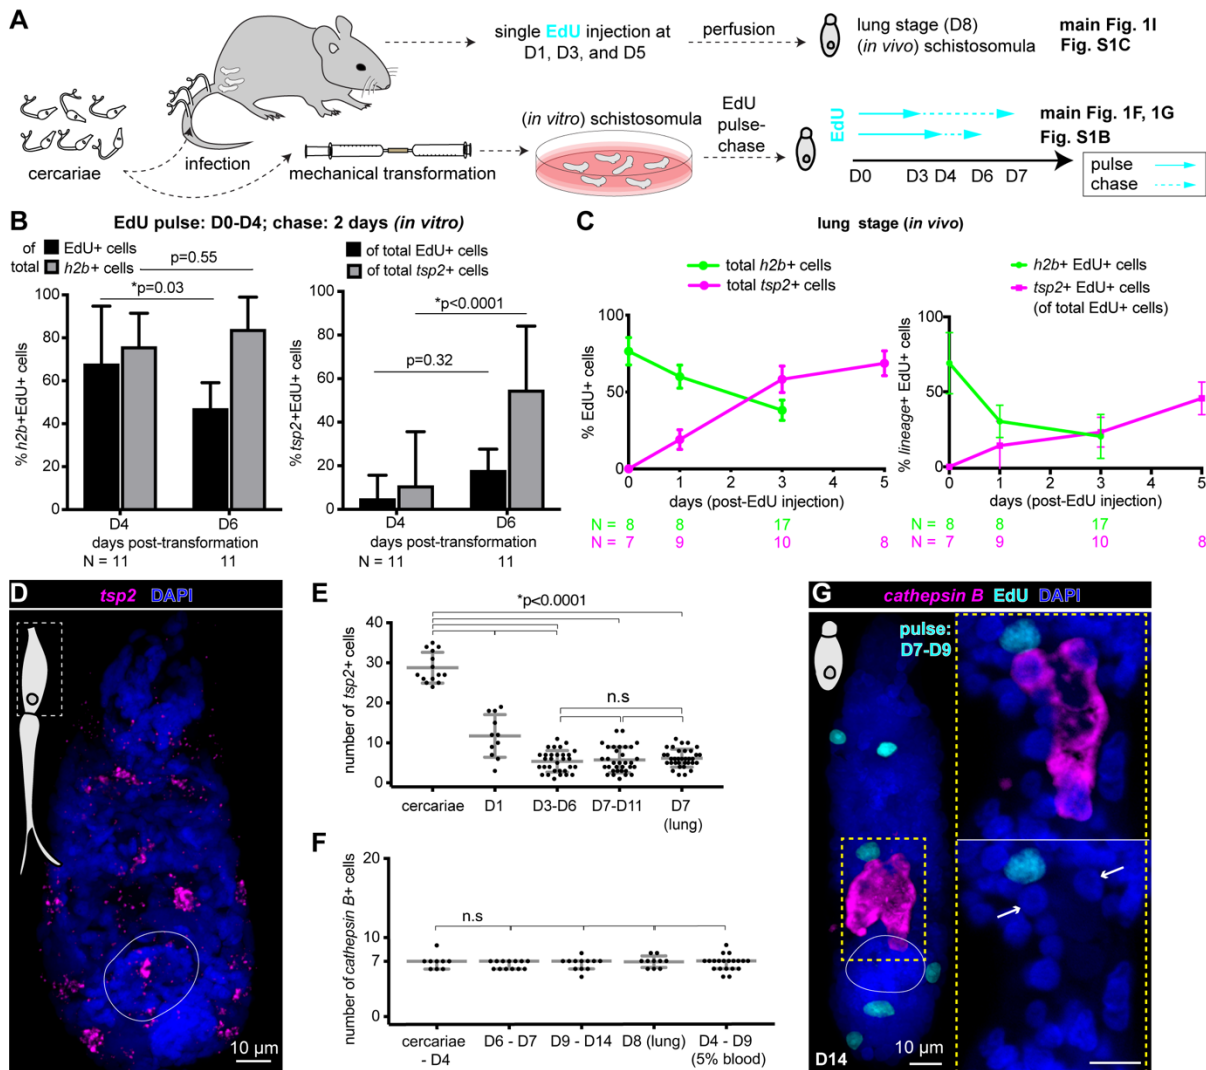 A
single EdU injection at
D1, D3, and D5
perfusion
lung stage (D8)
(in vivo) schistosomula
main Fig. 1I
Fig. S1C
cercariae
infection
mechanical transformation
(in vitro) schistosomula
EdU
pulse-
chase
EdU
main Fig. 1F, 1G
Fig. S1B
D0
D3
D4
D6
D7
pulse
chase
B
EdU pulse: D0-D4; chase: 2 days (in vitro)
of
total
EdU+ cells
h2b+ cells
p=0.55
*p=0.03
% h2b+EdU+ cells
100
80
60
40
20
0
D4
D6
days post-transformation
N = 11
11
of total EdU+ cells
of total tsp2+ cells
*p<0.0001
p=0.32
% tsp2+EdU+ cells
100
80
60
40
20
0
D4
D6
days post-transformation
N = 11
11
C
lung stage (in vivo)
total h2b+ cells
total tsp2+ cells
% EdU+ cells
100
50
0
0
1
2
3
4
5
days (post-EdU injection)
N = 8
8
17
N = 7
9
10
8
h2b+ EdU+ cells
tsp2+ EdU+ cells
(of total EdU+ cells)
% lineage+ EdU+ cells
100
50
0
0
1
2
3
4
5
days (post-EdU injection)
N = 8
8
17
N = 7
9
10
8
D
tsp2 DAPI
10 µm
E
*p<0.0001
n.s
number of tsp2+ cells
40
30
20
10
0
cercariae
D1
D3-D6
D7-D11
D7
(lung)
F
n.s
number of cathepsin B+ cells
20
9
7
0
cercariae
- D4
D6 - D7
D9 - D14
D8 (lung)
D4 - D9
(5% blood)
G
cathepsin B EdU DAPI
pulse:
D7-D9
D14
10 µm